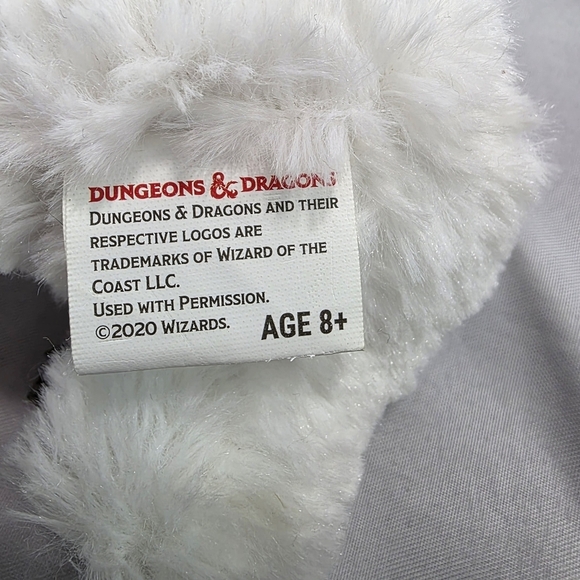 DUNGEONS & DRAGONS
DUNGEONS & DRAGONS AND THEIR
RESPECTIVE LOGOS ARE
TRADEMARKS OF WIZARD OF THE
COAST LLC.
USED WITH PERMISSION.
©2020 WIZARDS. AGE 8+